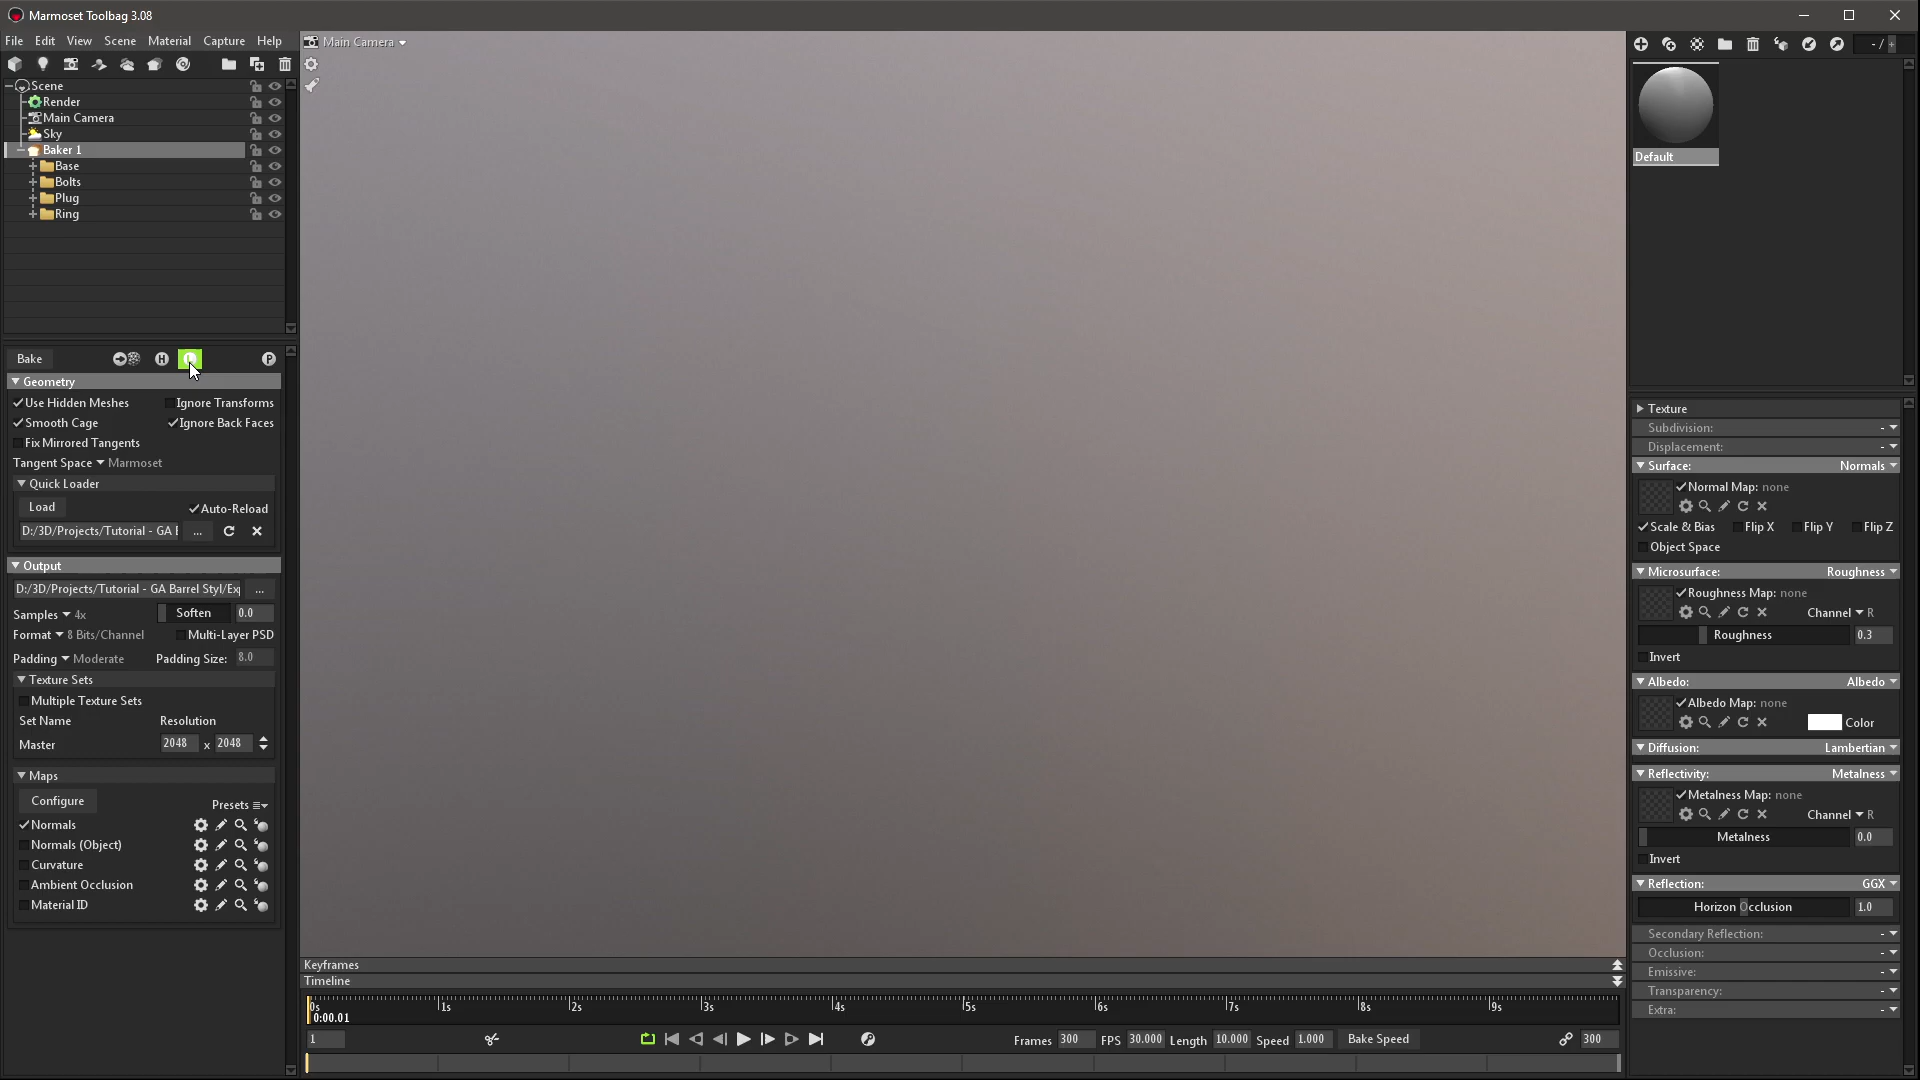 Marmoset Toolbag 3.08
File Edit View Scene Material Capture Help
Main Camera
- / +
Scene
Render
Main Camera
Sky
Baker 1
Base
Bolts
Plug
Ring
Default
Bake H P
Geometry
Use Hidden Meshes Ignore Transforms
Smooth Cage Ignore Back Faces
Fix Mirrored Tangents
Tangent Space Marmoset
Quick Loader
Load Auto-Reload
D:/3D/Projects/Tutorial - GA ...
Output
D:/3D/Projects/Tutorial - GA Barrel Styl/Ex ...
Samples 4x Soften 0.0
Format 8 Bits/Channel Multi-Layer PSD
Padding Moderate Padding Size: 8.0
Texture Sets
Multiple Texture Sets
Set Name Resolution
Master 2048 x 2048
Maps
Configure Presets
Normals
Normals (Object)
Curvature
Ambient Occlusion
Material ID
Texture
Subdivision: -
Displacement: -
Surface: Normals
Normal Map: none
Scale & Bias Flip X Flip Y Flip Z
Object Space
Microsurface: Roughness
Roughness Map: none
Channel R
Roughness 0.3
Invert
Albedo: Albedo
Albedo Map: none
Color
Diffusion: Lambertian
Reflectivity: Metalness
Metalness Map: none
Channel R
Metalness 0.0
Invert
Reflection: GGX
Horizon Occlusion 1.0
Secondary Reflection: -
Occlusion: -
Emissive: -
Transparency: -
Extra: -
Keyframes
Timeline
0s 1s 2s 3s 4s 5s 6s 7s 8s 9s
0:00.01
1 Frames 300 FPS 30.000 Length 10.000 Speed 1.000 Bake Speed 300